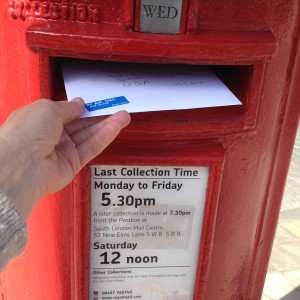 WED
USA
Last Collection Time
Monday to Friday
5.30pm
A later collection is made at 7.30pm
from the Postbox at
South London Mail Centre,
53 Nine Elms Lane S W 8 5 B B
Saturday
12 noon
Other Collections